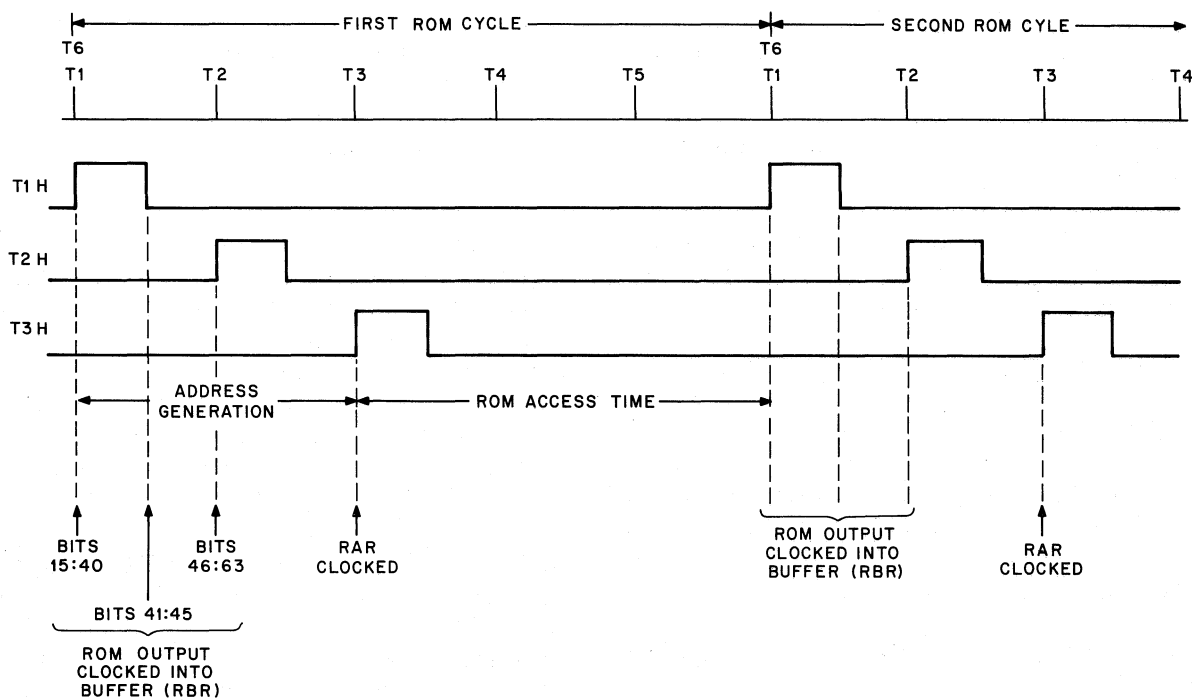 FIRST ROM CYCLE
SECOND ROM CYLE
T6
T6
T1
T2
T3
T4
T5
T1
T2
T3
T4
T1 H
T2 H
T3 H
ADDRESS
GENERATION
ROM ACCESS TIME
BITS
15:40
BITS
46:63
RAR
CLOCKED
ROM OUTPUT
CLOCKED INTO
BUFFER (RBR)
RAR
CLOCKED
BITS 41:45
ROM OUTPUT
CLOCKED INTO
BUFFER (RBR)